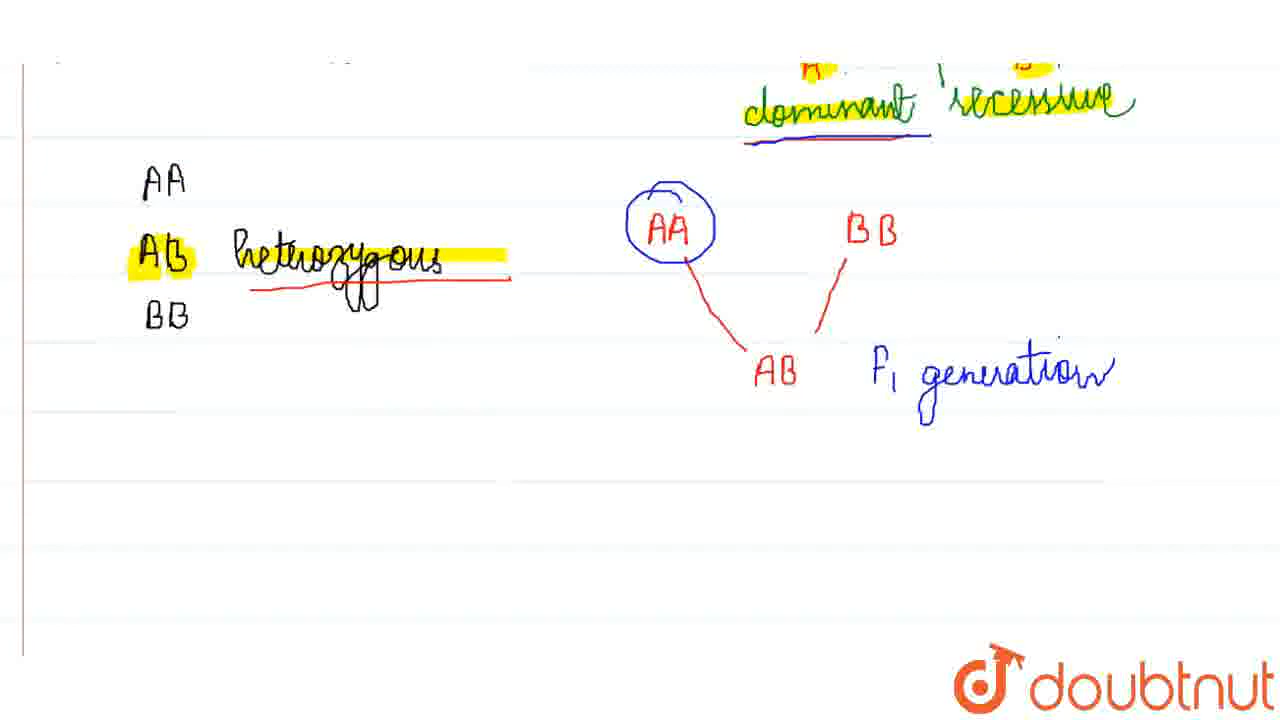 A B
dominant recessive
AA
AB heterozygous
BB
AA BB
AB F1 generation
doubtnut